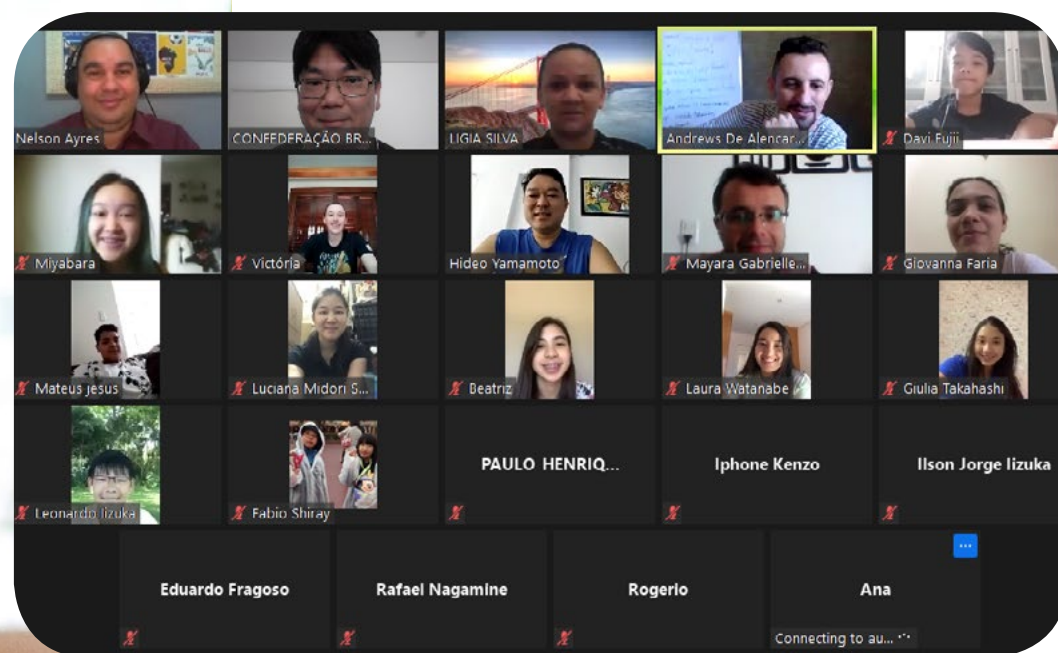 Nelson Ayres
CONFEDERAÇÃO BR...
LIGIA SILVA
Andrews De Alencar...
Davi Fujii
Miyabara
Victória
Hideo Yamamoto
Mayara Gabrielle...
Giovanna Faria
Mateus jesus
Luciana Midori S...
Beatriz
Laura Watanabe
Giulia Takahashi
Leonardo Iizuka
Fabio Shiray
PAULO HENRIQ...
Iphone Kenzo
Ilson Jorge Iizuka
Eduardo Fragoso
Rafael Nagamine
Rogerio
Ana
Connecting to au...